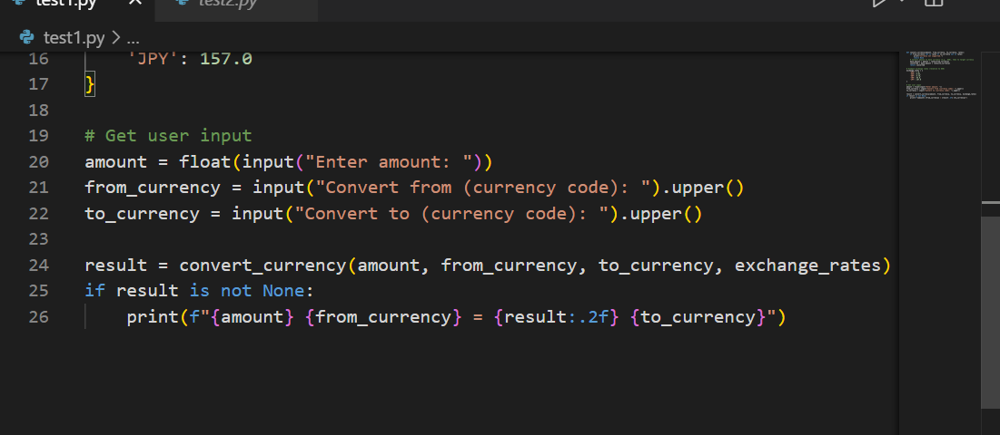 test1.py test2.py
test1.py > ...
16 'JPY': 157.0
17 }
18
19 # Get user input
20 amount = float(input("Enter amount: "))
21 from_currency = input("Convert from (currency code): ").upper()
22 to_currency = input("Convert to (currency code): ").upper()
23
24 result = convert_currency(amount, from_currency, to_currency, exchange_rates)
25 if result is not None:
26 print(f"{amount} {from_currency} = {result:.2f} {to_currency}")